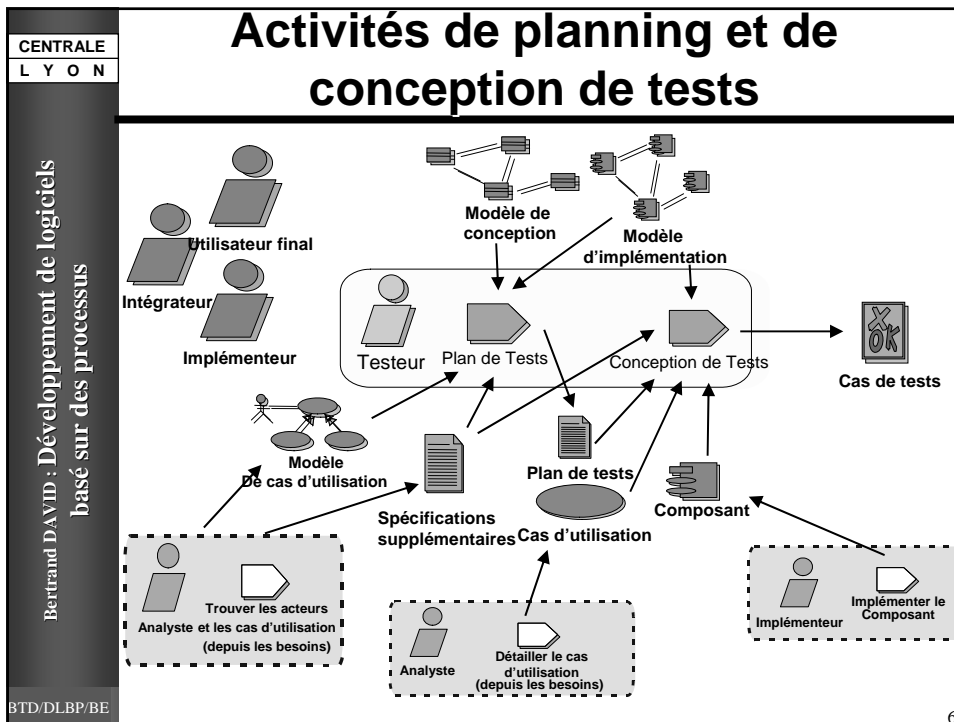 CENTRALE
L Y O N
Activités de planning et de
conception de tests
Bertrand DAVID : Développement de logiciels
basé sur des processus
Utilisateur final
Intégrateur
Implémenteur
Modèle de
conception
Modèle
d'implémentation
Testeur
Plan de Tests
Conception de Tests
X
OK
Cas de tests
Modèle
De cas d'utilisation
Spécifications
supplémentaires
Plan de tests
Cas d'utilisation
Composant
Trouver les acteurs
Analyste et les cas d'utilisation
(depuis les besoins)
Analyste
Détailler le cas
d'utilisation
(depuis les besoins)
Implémenteur
Implémenter le
Composant
BTD/DLBP/BE
6